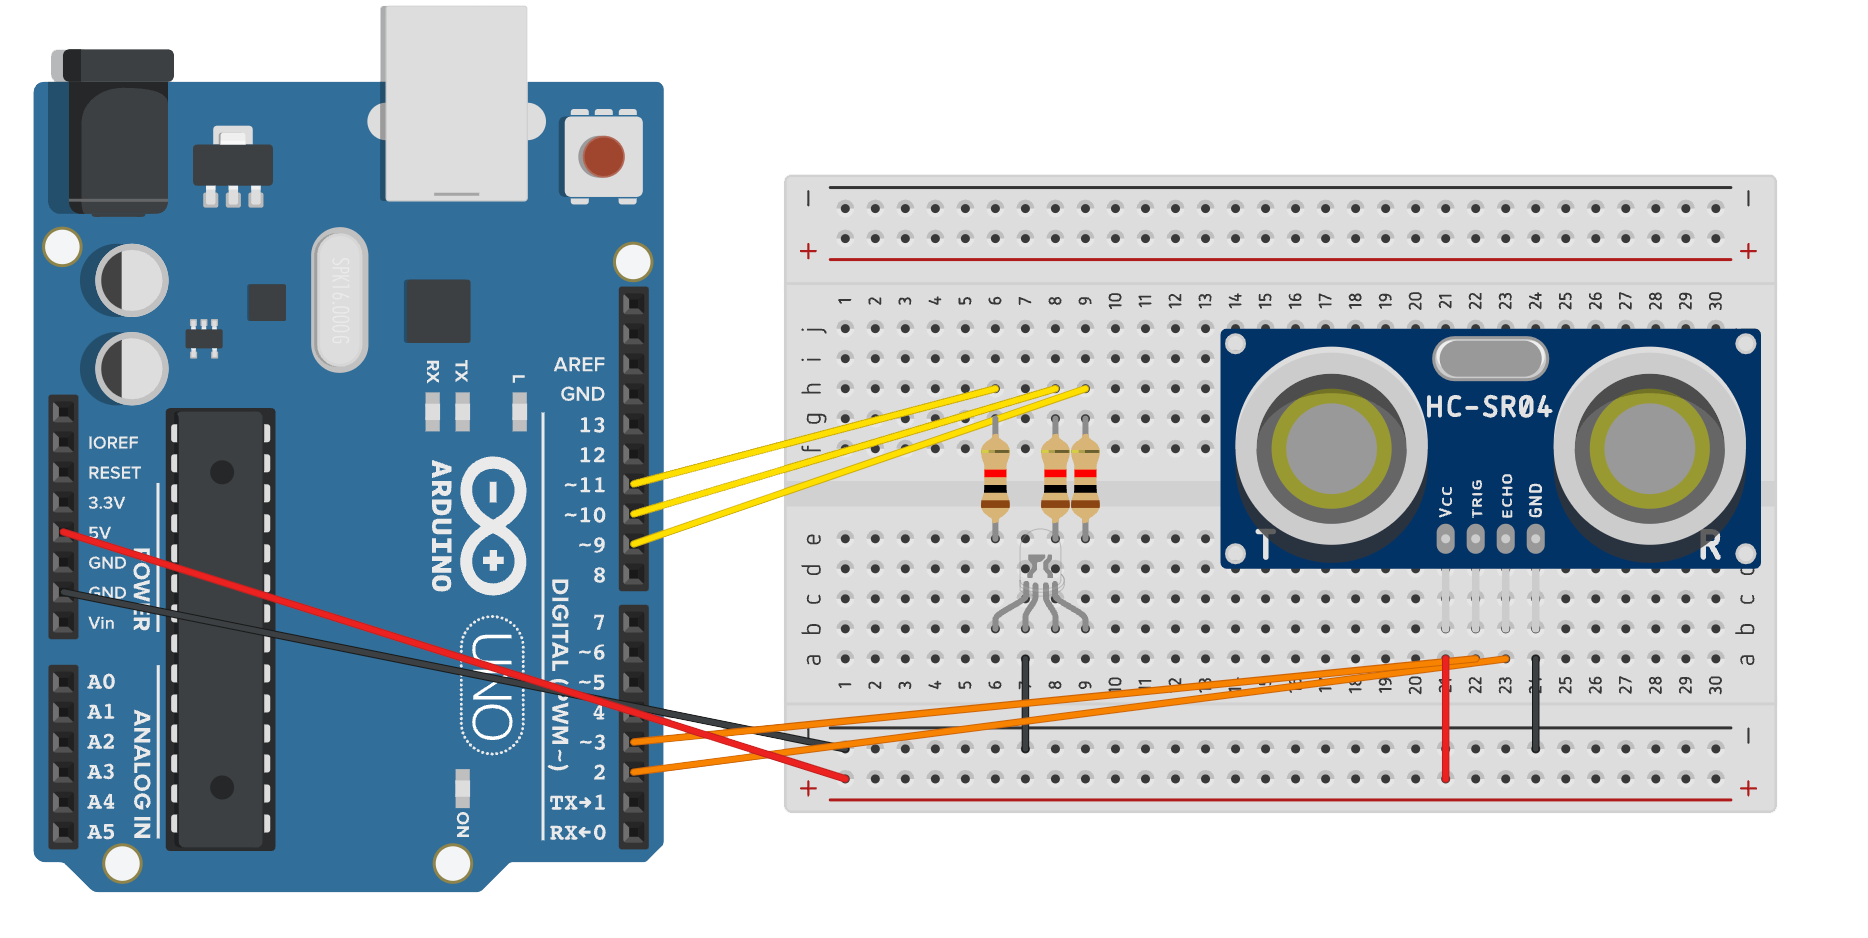 SPK16.000G
RX
TX
L
AREF
GND
13
12
~11
~10
~9
8
7
~6
~5
4
~3
2
TX→1
RX←0
DIGITAL (PWM~)
IOREF
RESET
3.3V
5V
GND
GND
Vin
POWER
A0
A1
A2
A3
A4
A5
ANALOG IN
ARDUINO
UNO
ON
− −
+ +
1 2 3 4 5 6 7 8 9 10 11 12 13 14 15 16 17 18 19 20 21 22 23 24 25 26 27 28 29 30
j
i
h
g
f
HC-SR04
Vcc
TRIG
ECHO
GND
T R
e
d
c c
b b
a a
1 2 3 4 5 6 7 8 9 10 11 12 13 14 15 16 17 18 19 20 21 22 23 24 25 26 27 28 29 30
− −
+ +